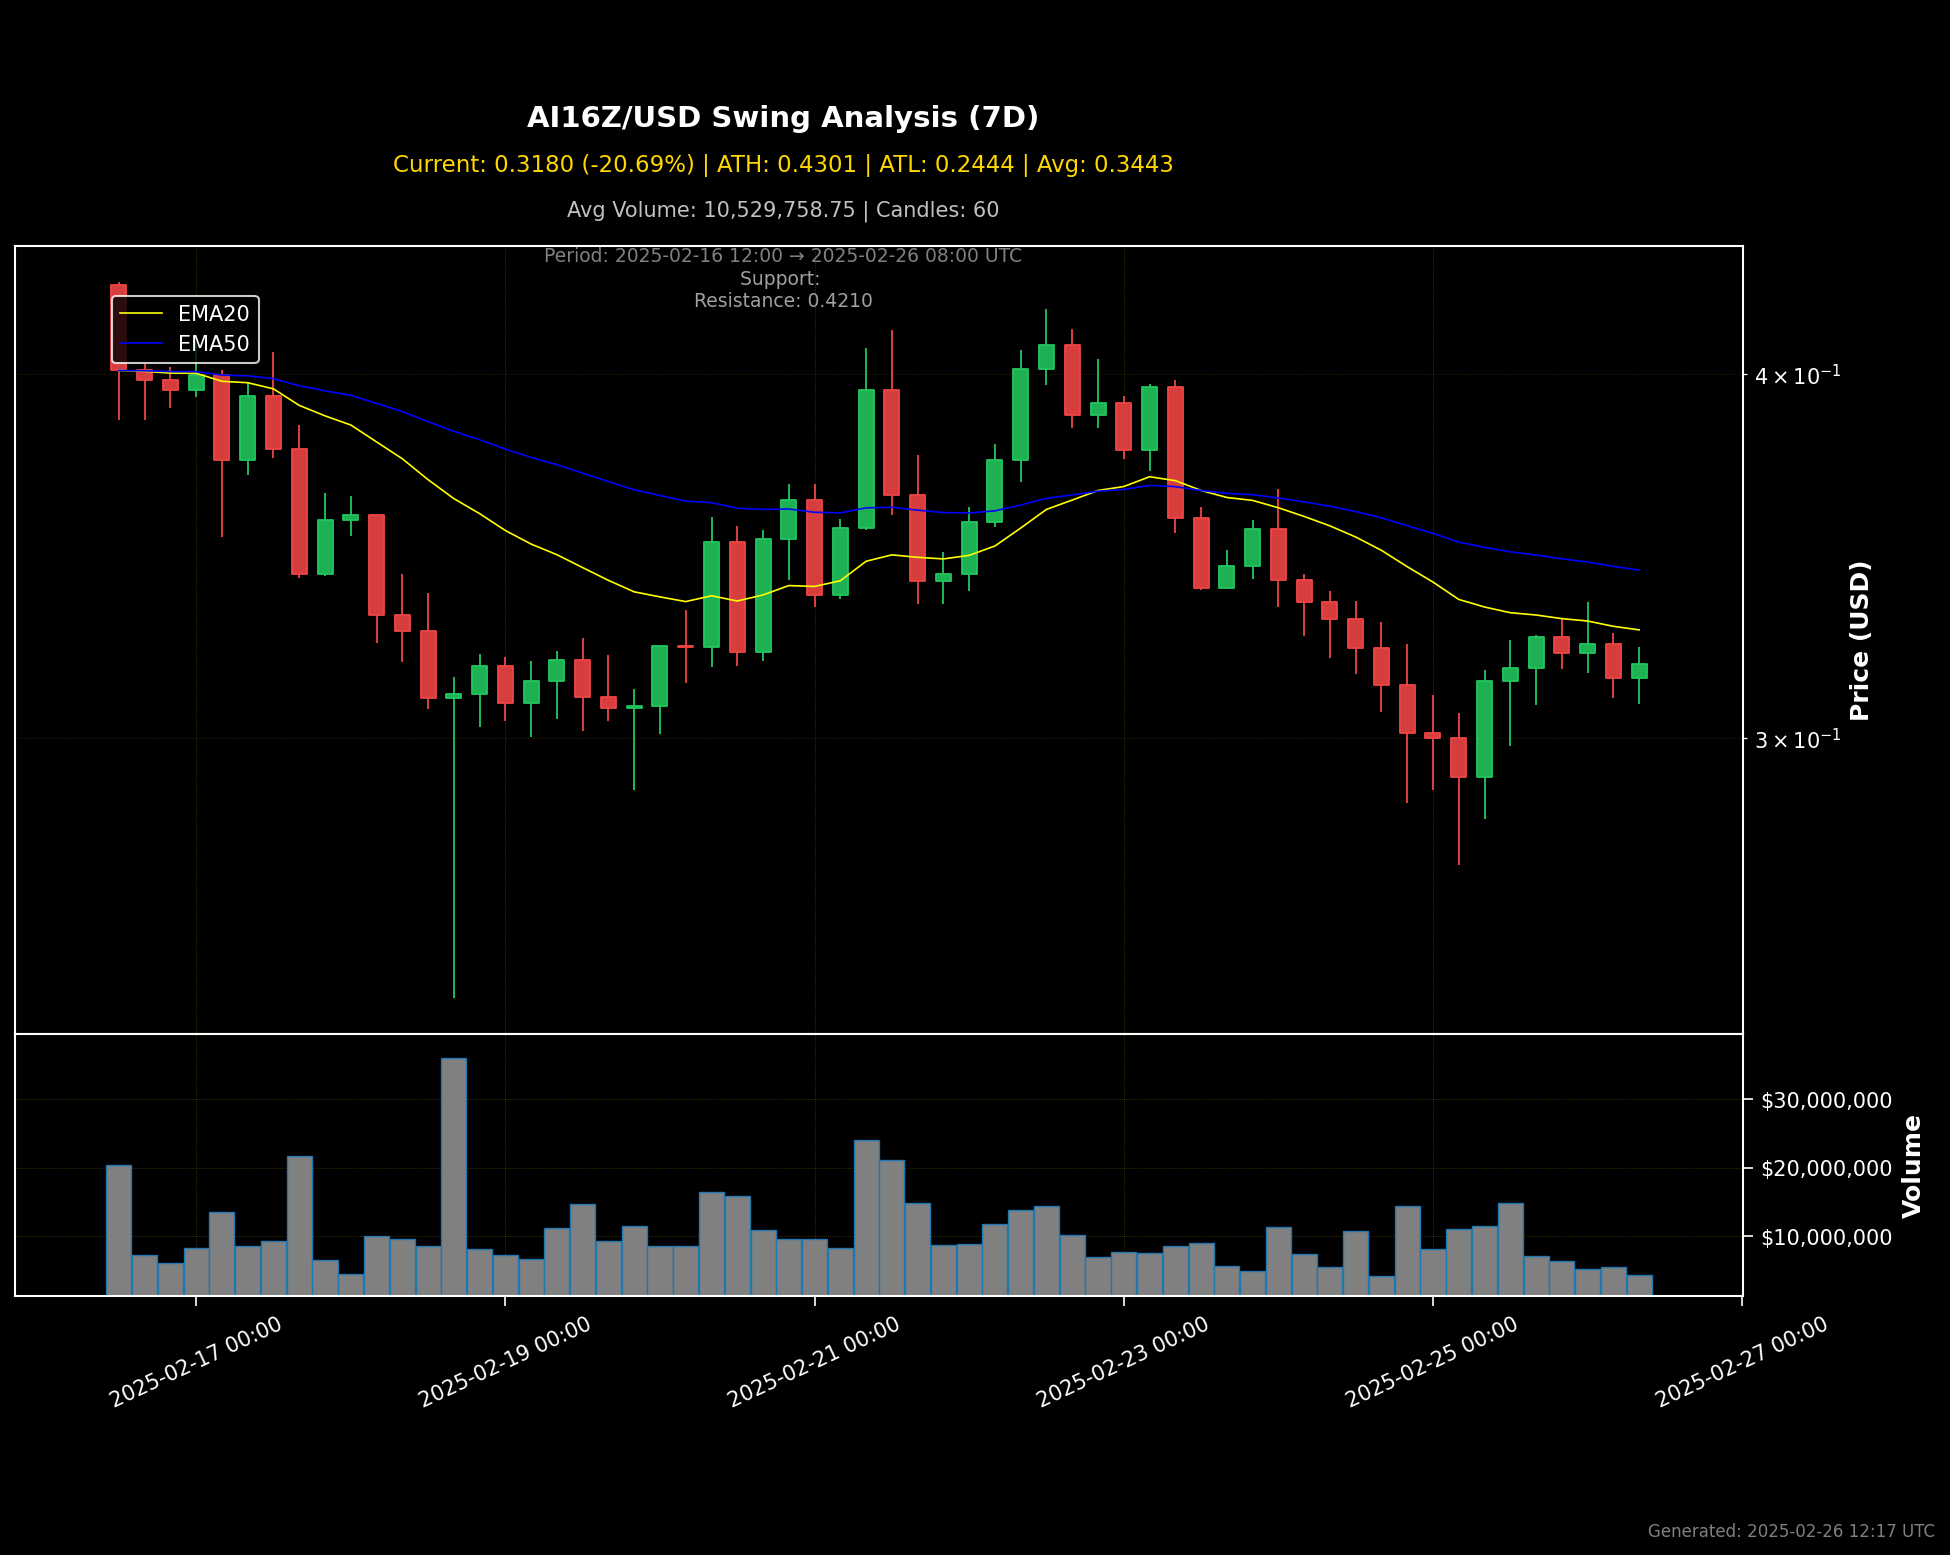 AI16Z/USD Swing Analysis (7D)
Current: 0.3180 (-20.69%) | ATH: 0.4301 | ATL: 0.2444 | Avg: 0.3443
Avg Volume: 10,529,758.75 | Candles: 60
Period: 2025-02-16 12:00 → 2025-02-26 08:00 UTC
Support:
Resistance: 0.4210
EMA20
EMA50
4 × 10⁻¹
3 × 10⁻¹
Price (USD)
$30,000,000
$20,000,000
$10,000,000
Volume
2025-02-17 00:00
2025-02-19 00:00
2025-02-21 00:00
2025-02-23 00:00
2025-02-25 00:00
2025-02-27 00:00
Generated: 2025-02-26 12:17 UTC